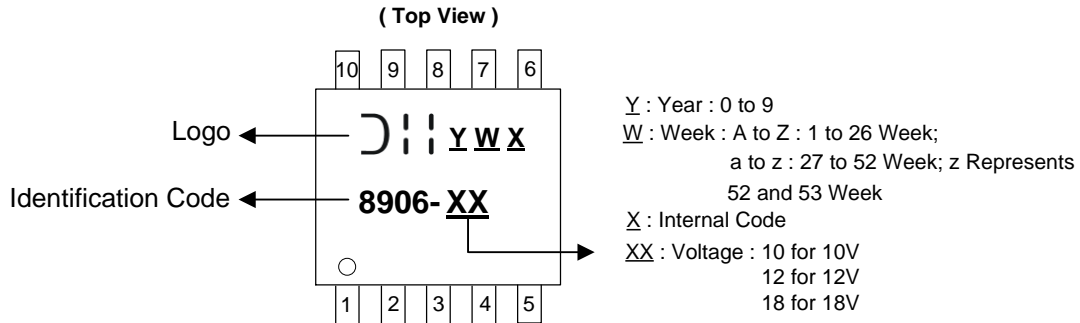 ( Top View )
10 9 8 7 6
Logo
Y W X
Identification Code
8906- XX
1 2 3 4 5
Y : Year : 0 to 9
W : Week : A to Z : 1 to 26 Week;
a to z : 27 to 52 Week; z Represents
52 and 53 Week
X : Internal Code
XX : Voltage : 10 for 10V
12 for 12V
18 for 18V